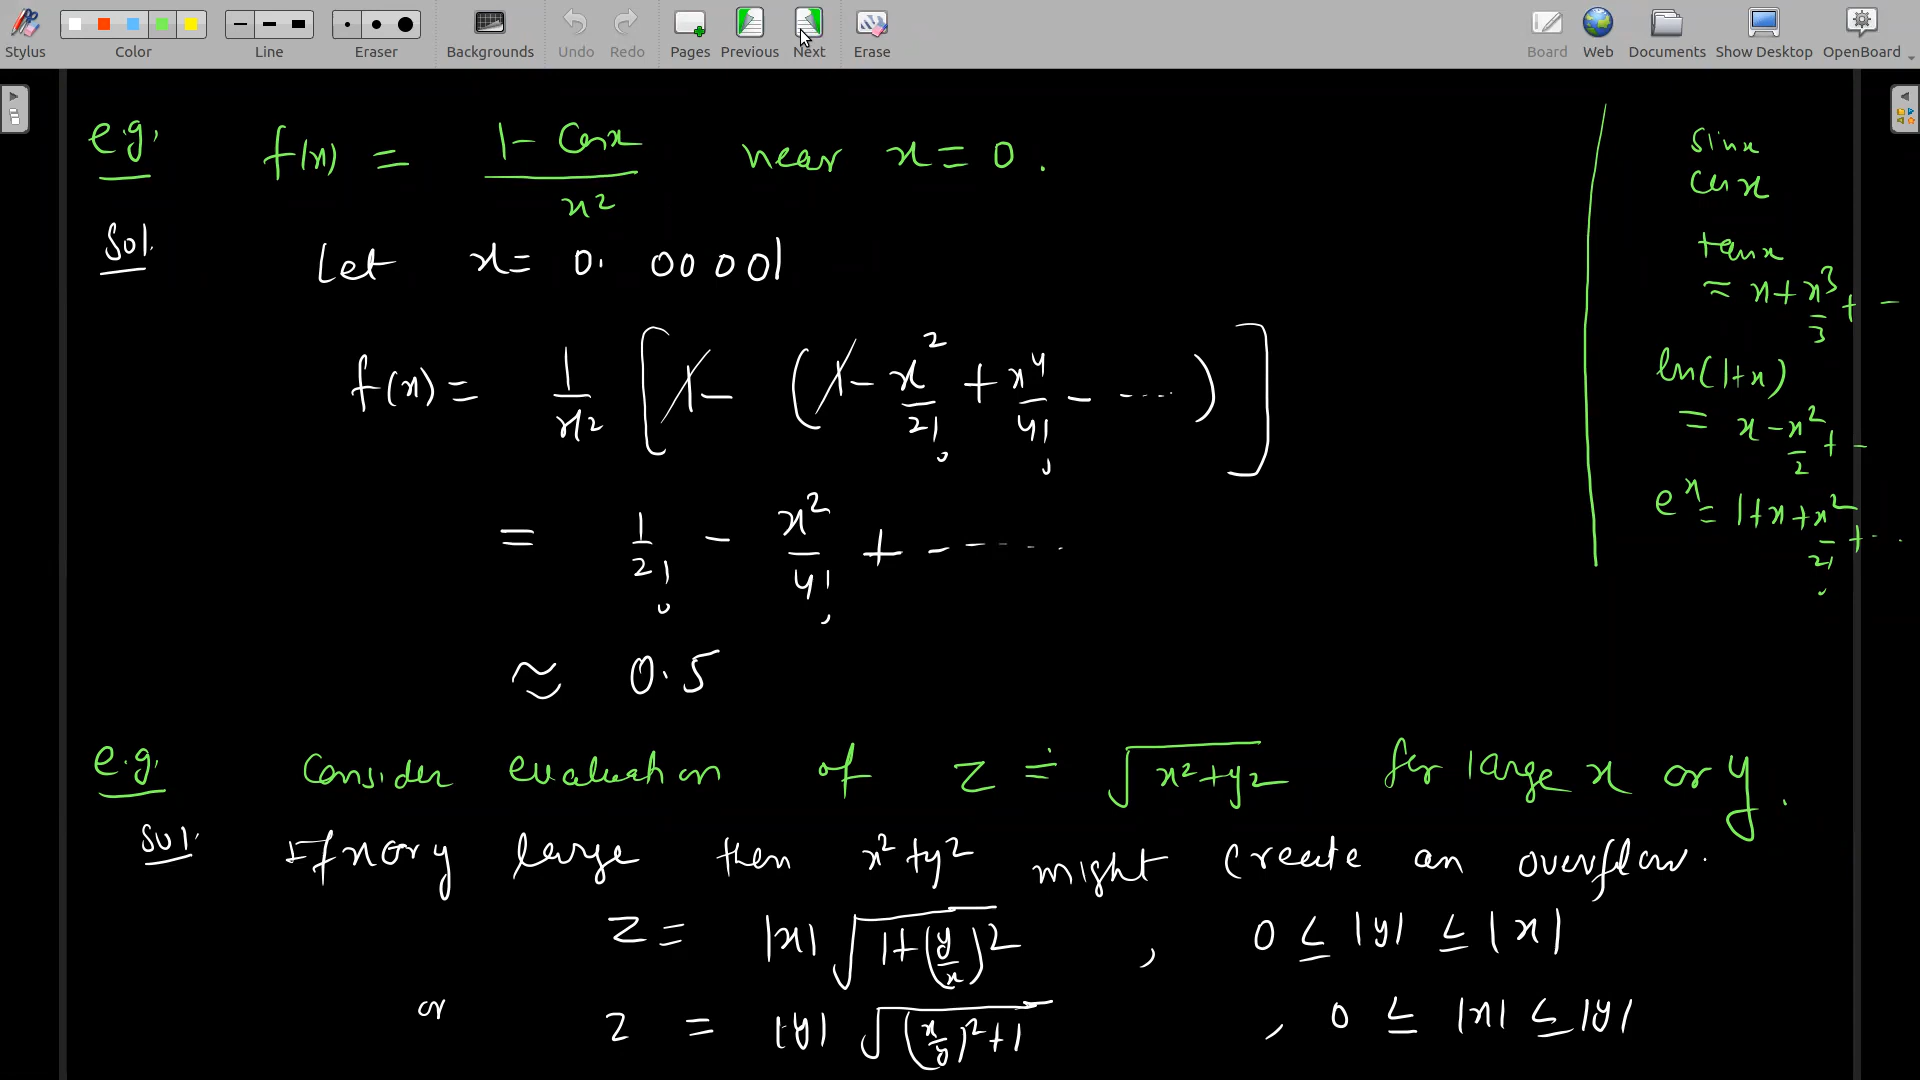 Stylus Color Line Eraser Backgrounds Undo Redo Pages Previous Next Erase Board Web Documents Show Desktop OpenBoard
e.g. f(x) = (1 - Cos x)/x² near x = 0.
Sol. Let x = 0.00001
f(x) = 1/x² [1 - (1 - x²/2! + x⁴/4! - ....)]
= 1/2! - x²/4! + - - - - -
≈ 0.5
sin x
cos x
tan x
≈ x + x³/3 + -
ln(1+x)
= x - x²/2 + -
eˣ = 1 + x + x²/2! + ...
e.g. Consider evaluation of z = √(x² + y²) for large x or y.
Sol. If x or y large then x² + y² might create an overflow.
z = |x| √(1 + (y/x)²) , 0 ≤ |y| ≤ |x|
or z = |y| √((x/y)² + 1) , 0 ≤ |x| ≤ |y|